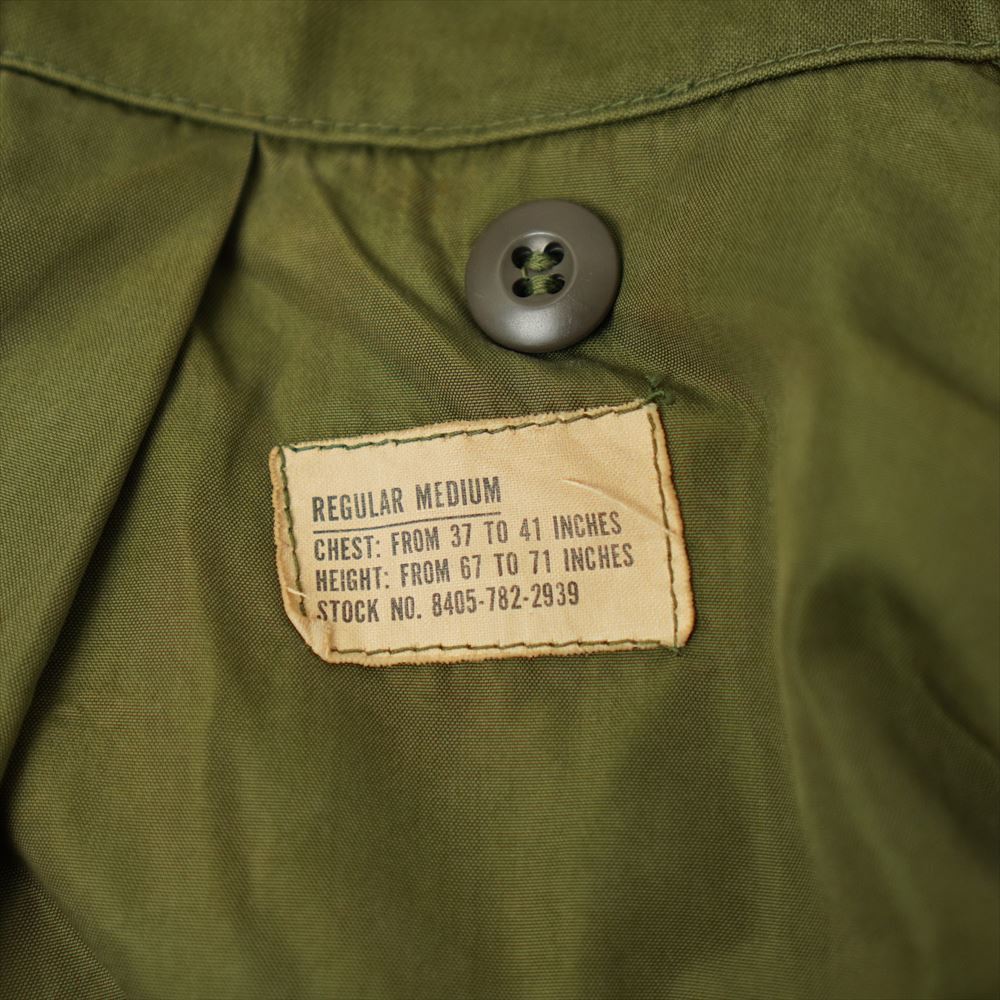 REGULAR MEDIUM
CHEST: FROM 37 TO 41 INCHES
HEIGHT: FROM 67 TO 71 INCHES
STOCK NO. 8405-782-2939